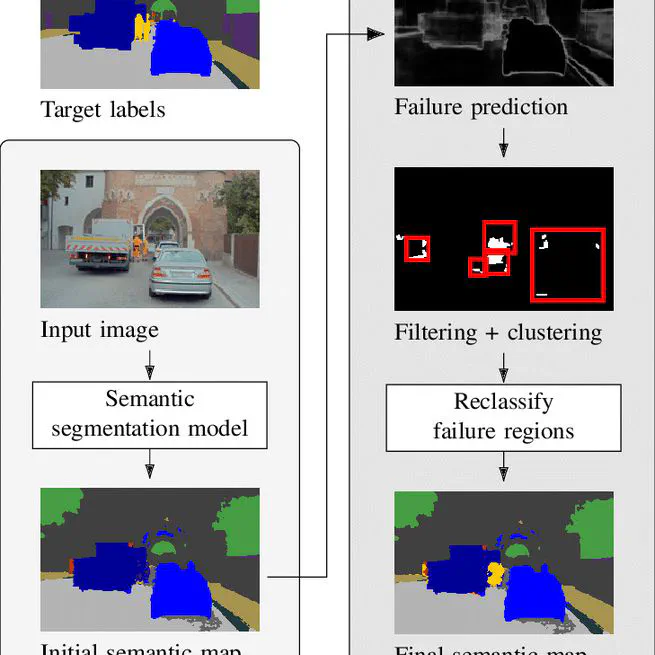 Target labels
Input image
Semantic
segmentation model
Initial semantic map
Failure prediction
Filtering + clustering
Reclassify
failure regions
Final semantic map